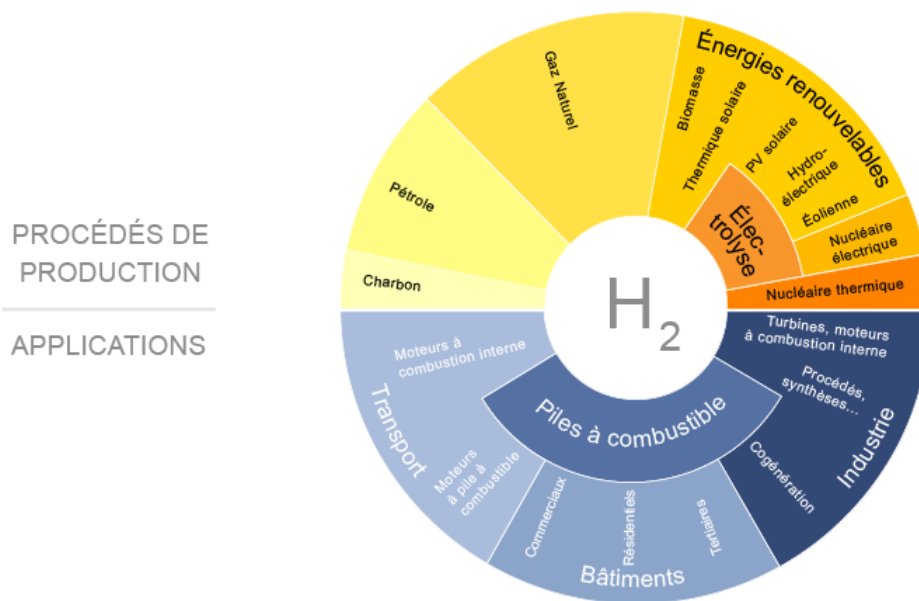 PROCÉDÉS DE
PRODUCTION
APPLICATIONS
Charbon
Pétrole
Gaz Naturel
Énergies renouvelables
Biomasse
Thermique solaire
PV solaire
Hydro-
électrique
Éolienne
Élec-
trolyse
Nucléaire
électrique
Nucléaire thermique
H2
Turbines, moteurs
à combustion interne
Procédés,
synthèses...
Cogénération
Industrie
Piles à combustible
Moteurs à
combustion interne
Transport
Moteurs
à pile à
combustible
Commerciaux
Résidentiels
Tertiaires
Bâtiments